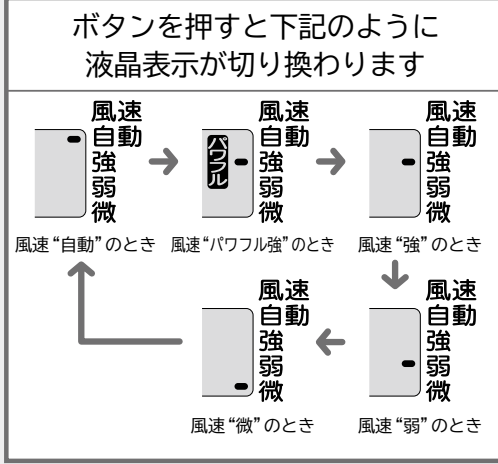 ボタンを押すと下記のように
液晶表示が切り換わります
風速
自動
強
弱
微
風速“自動”のとき
風速
自動
パワフル
強
弱
微
風速“パワフル強”のとき
風速
自動
強
弱
微
風速“強”のとき
風速
自動
強
弱
微
風速“弱”のとき
風速
自動
強
弱
微
風速“微”のとき